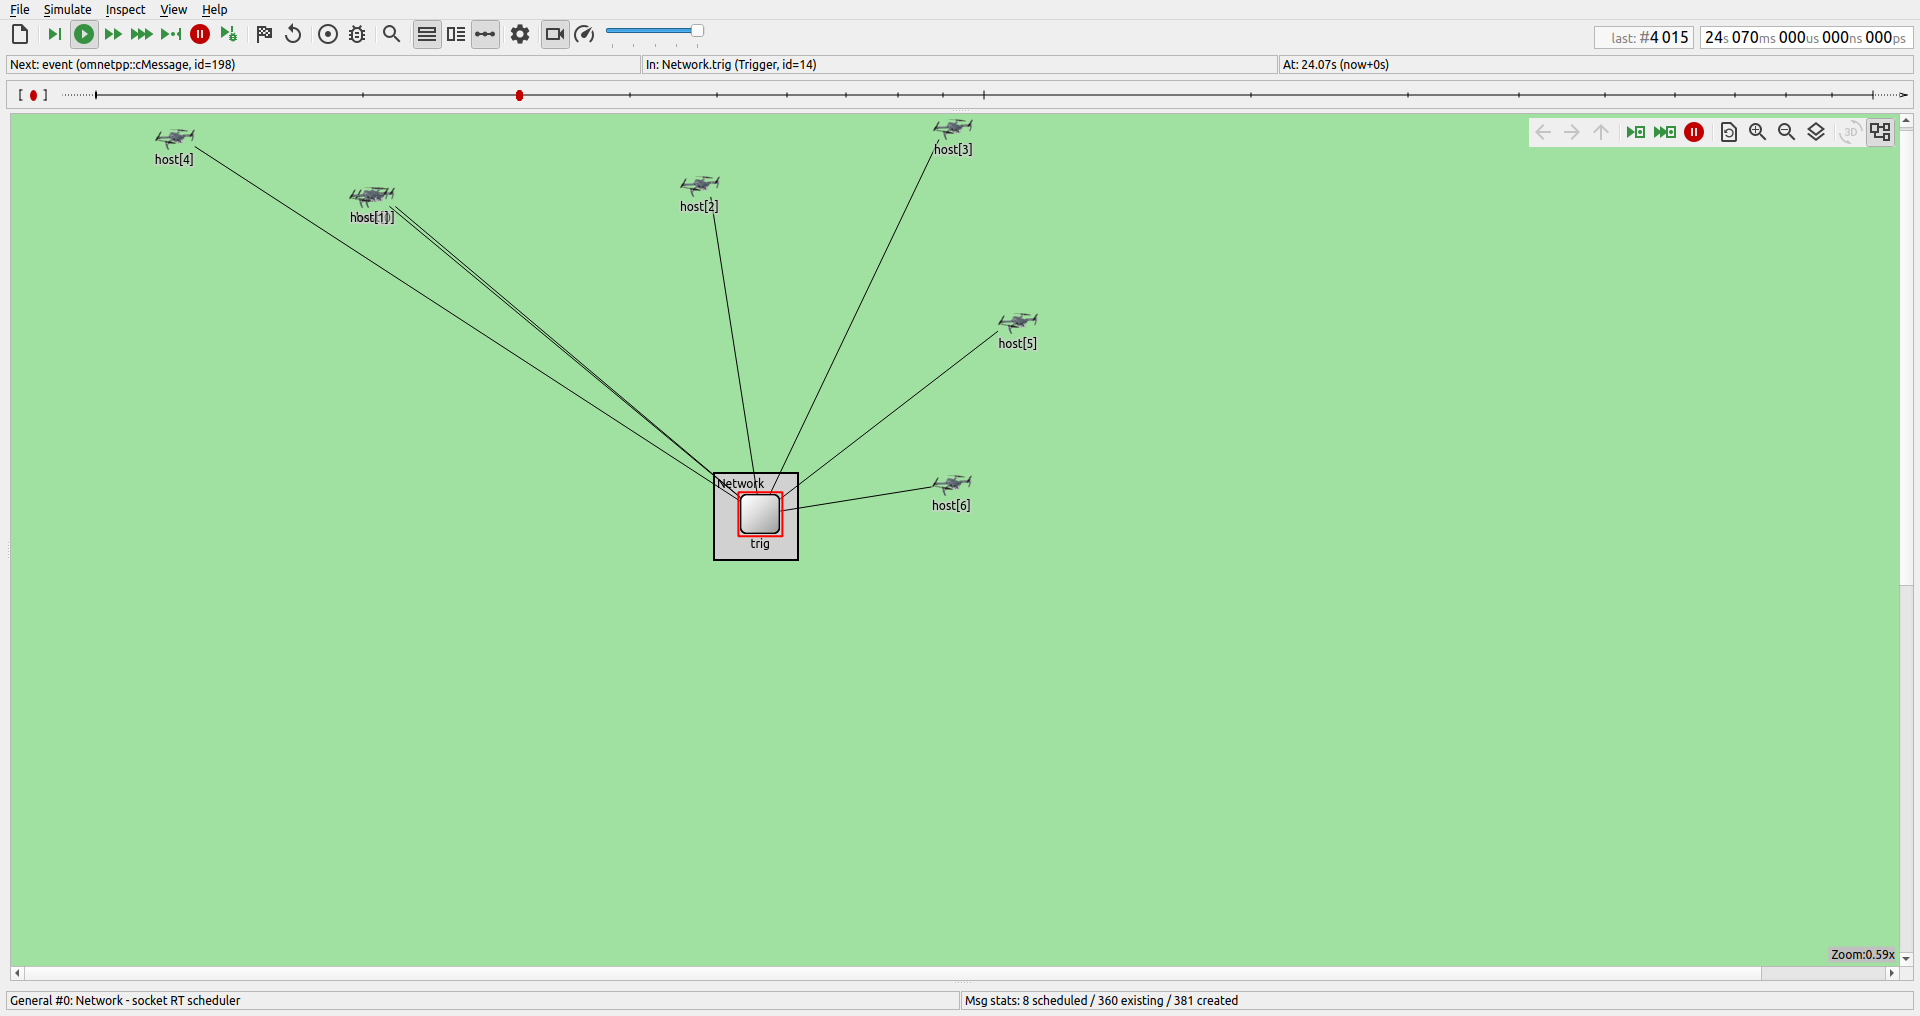 File Simulate Inspect View Help
last: #4 015 24s 070ms 000us 000ns 000ps
Next: event (omnetpp::cMessage, id=198) In: Network.trig (Trigger, id=14) At: 24.07s (now+0s)
[ ]
3D
host[3]
host[4]
host[2]
host[1]
host[5]
Network
host[6]
trig
Zoom:0.59x
General #0: Network - socket RT scheduler Msg stats: 8 scheduled / 360 existing / 381 created